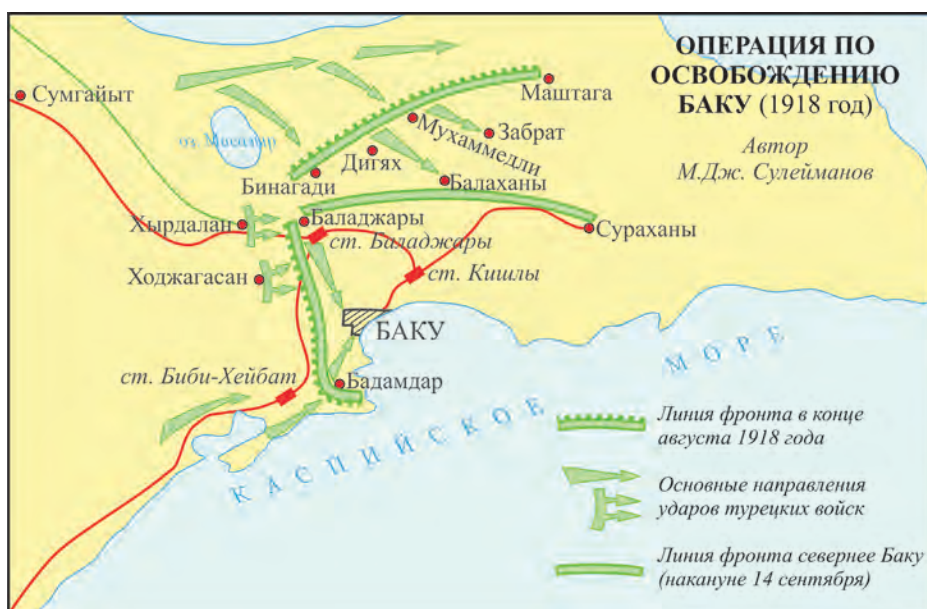 ОПЕРАЦИЯ ПО
ОСВОБОЖДЕНИЮ
БАКУ (1918 год)
Автор
М.Дж. Сулейманов
Сумгайыт
оз. Масазыр
Маштага
Мухаммедли
Забрат
Дигях
Бинагади
Балаханы
Хырдалан
Баладжары
ст. Баладжары
Сураханы
Ходжагасан
ст. Кишлы
БАКУ
ст. Биби-Хейбат
Бадамдар
КАСПИЙСКОЕ МОРЕ
Линия фронта в конце
августа 1918 года
Основные направления
ударов турецких войск
Линия фронта севернее Баку
(накануне 14 сентября)